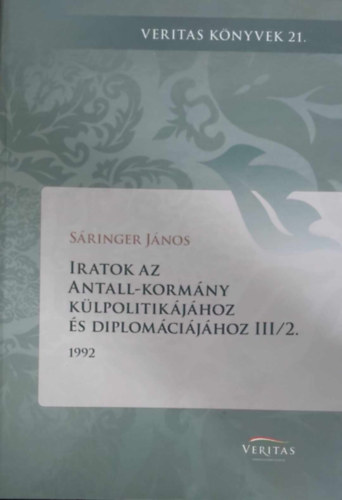 VERITAS KÖNYVEK 21.
SÁRINGER JÁNOS
IRATOK AZ
ANTALL-KORMÁNY
KÜLPOLITIKÁJÁHOZ
ÉS DIPLOMÁCIÁJÁHOZ III/2.
1992
VERITAS